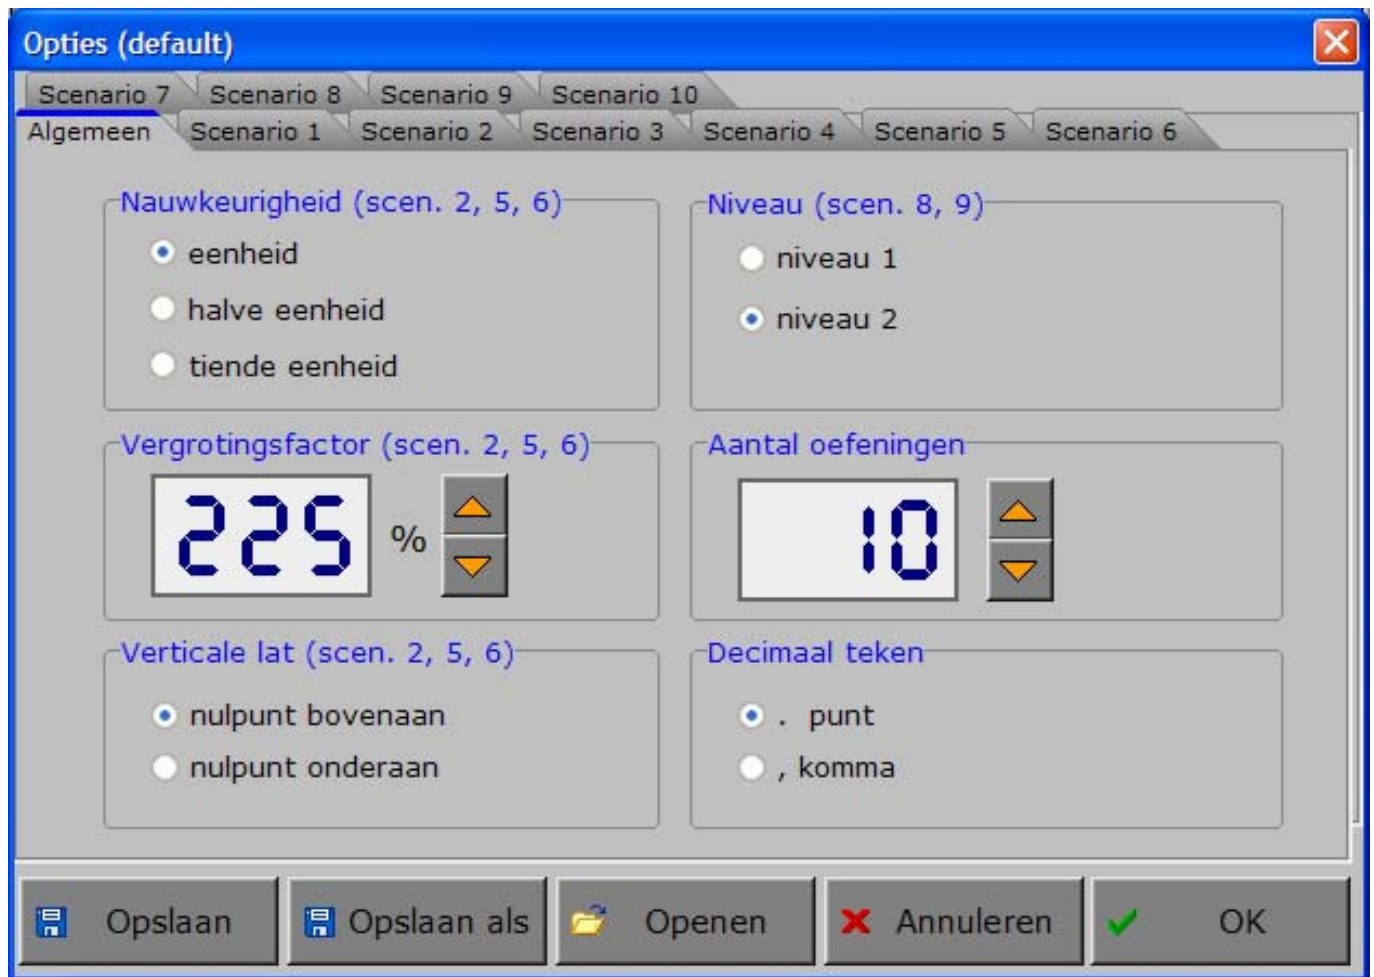 Opties (default)
Scenario 7 Scenario 8 Scenario 9 Scenario 10
Algemeen Scenario 1 Scenario 2 Scenario 3 Scenario 4 Scenario 5 Scenario 6
Nauwkeurigheid (scen. 2, 5, 6)
eenheid
halve eenheid
tiende eenheid
Niveau (scen. 8, 9)
niveau 1
niveau 2
Vergrotingsfactor (scen. 2, 5, 6)
225 %
Aantal oefeningen
10
Verticale lat (scen. 2, 5, 6)
nulpunt bovenaan
nulpunt onderaan
Decimaal teken
. punt
, komma
Opslaan Opslaan als Openen Annuleren OK